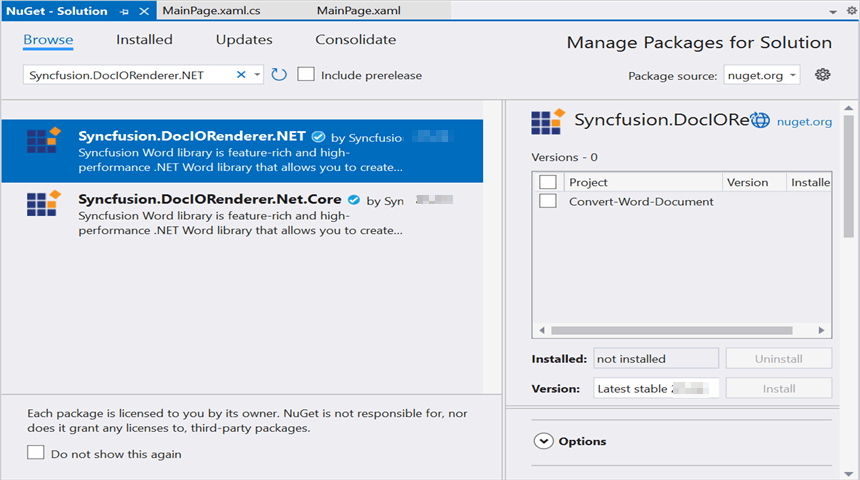 NuGet - Solution
MainPage.xaml.cs
MainPage.xaml
Browse
Installed
Updates
Consolidate
Manage Packages for Solution
Syncfusion.DocIORenderer.NET
Include prerelease
Package source: nuget.org
Syncfusion.DocIORenderer.NET by Syncfusion
Syncfusion Word library is feature-rich and high-
performance .NET Word library that allows you to create...
Syncfusion.DocIORenderer.Net.Core by Syn
Syncfusion Word library is feature-rich and high-
performance .NET Word library that allows you to create...
Each package is licensed to you by its owner. NuGet is not responsible for, nor
does it grant any licenses to, third-party packages.
Do not show this again
Syncfusion.DocIORe
nuget.org
Versions - 0
Project Version Installe
Convert-Word-Document
Installed: not installed Uninstall
Version: Latest stable Install
Options